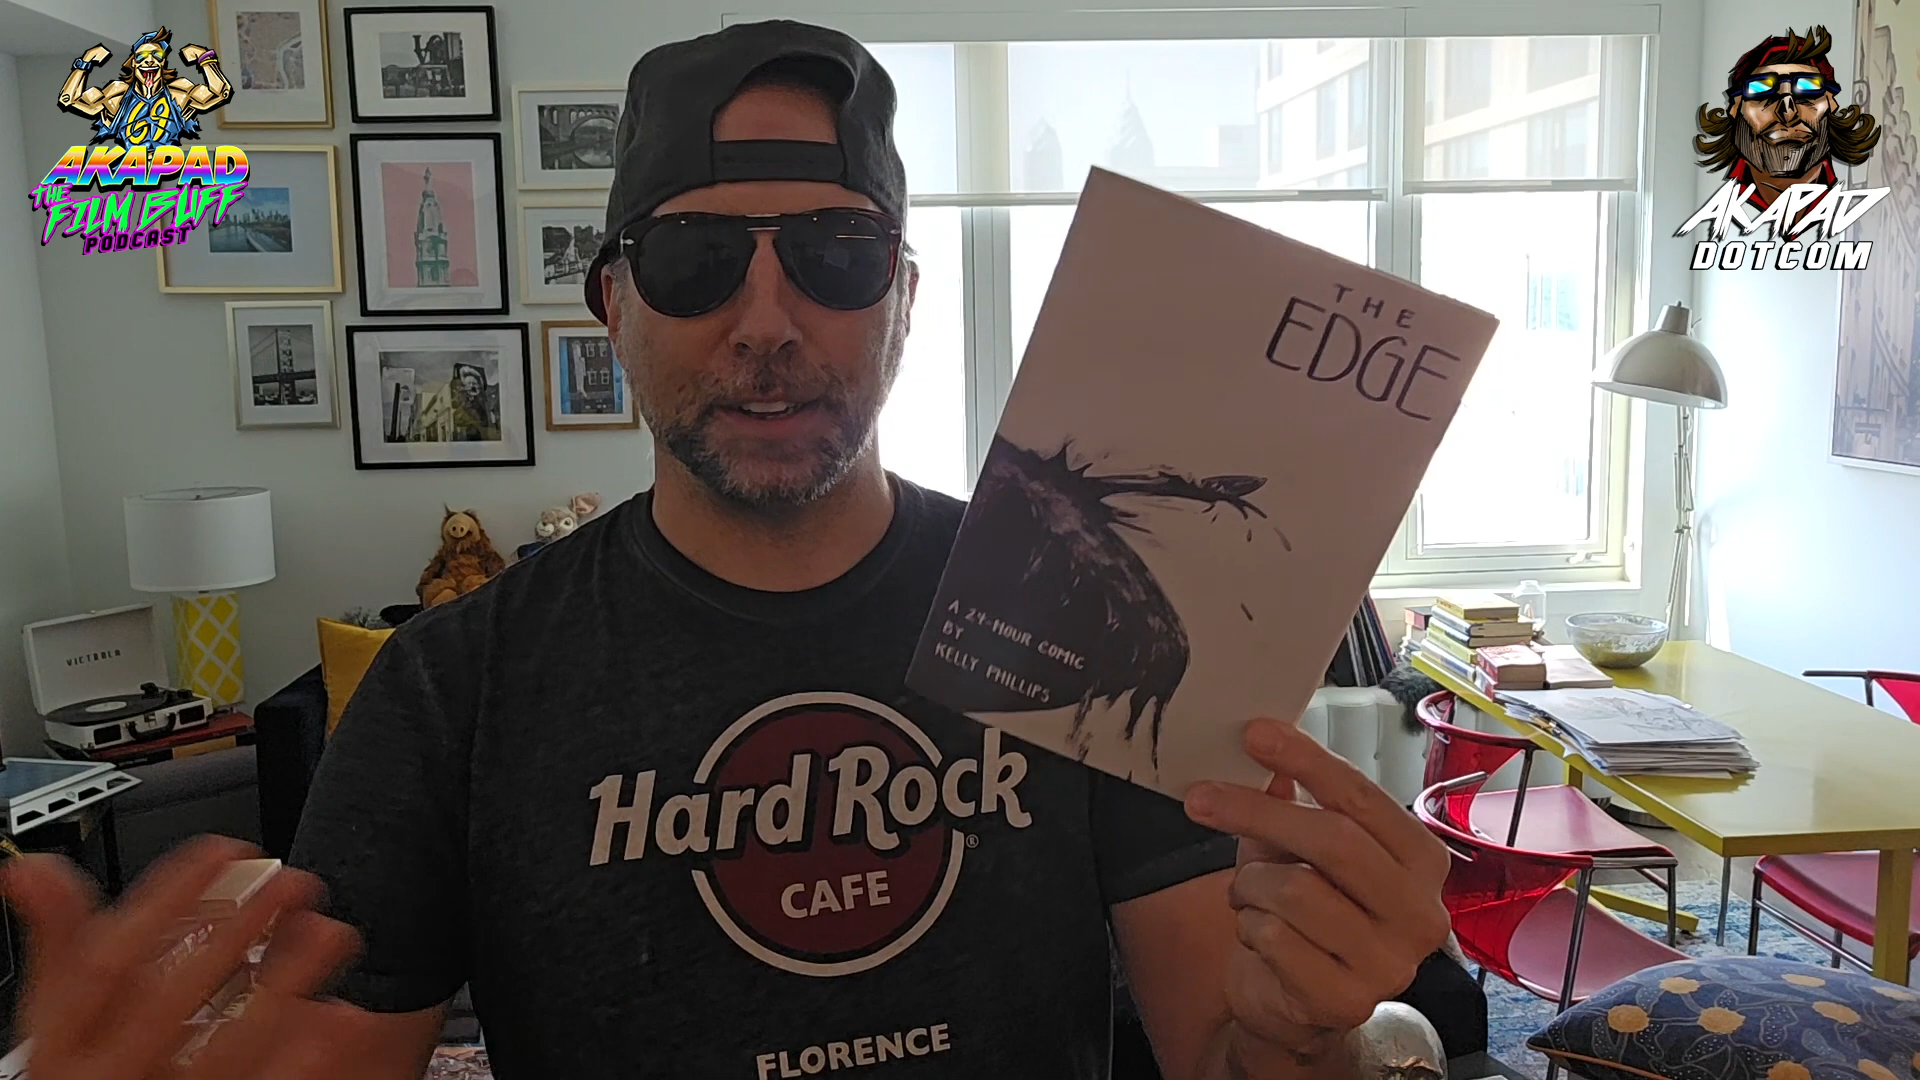 AKAPAD
THE
FILM BUFF
PODCAST
AKAPAD
DOTCOM
THE
EDGE
A 24-HOUR COMIC
BY
KELLY PHILLIPS
VICTROLA
Hard Rock
®
CAFE
FLORENCE